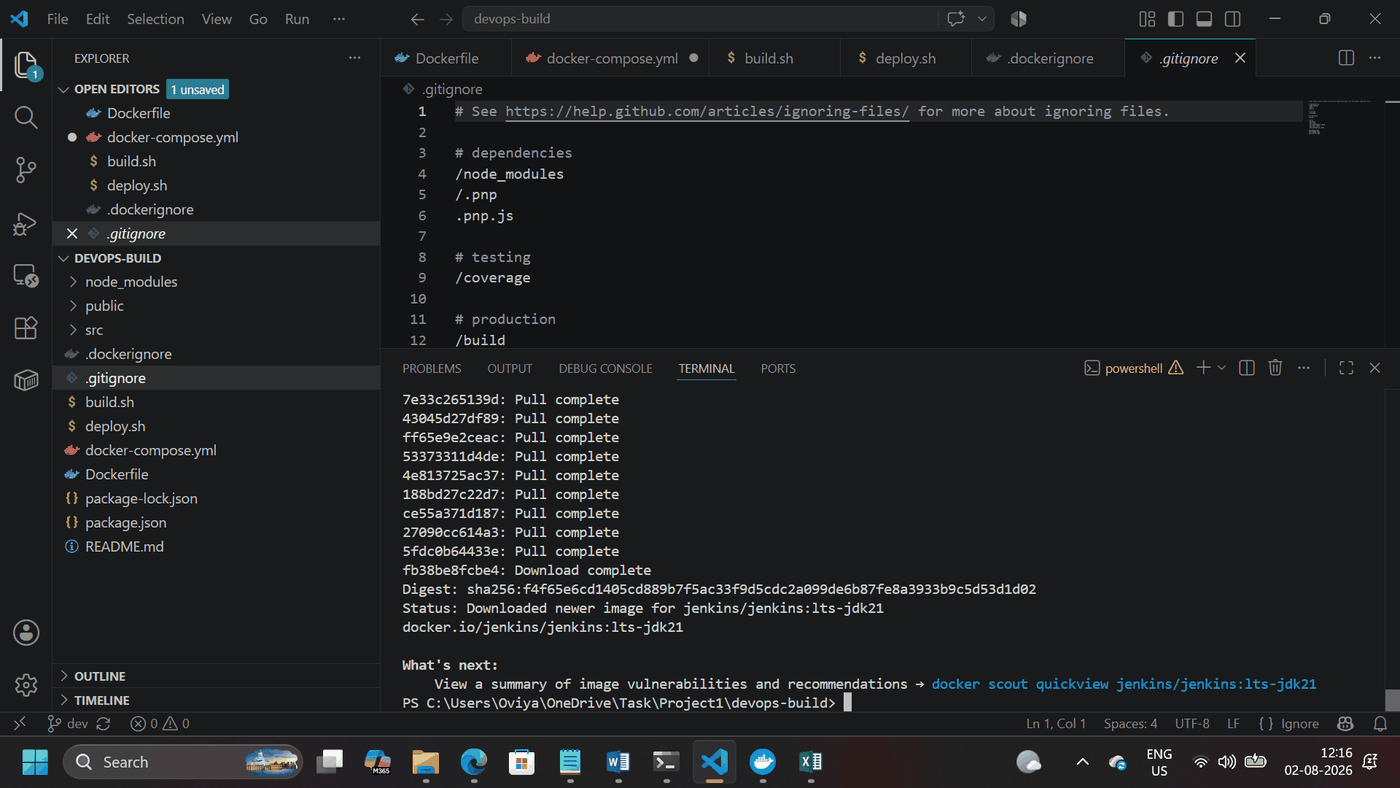 File Edit Selection View Go Run ···
devops-build
EXPLORER ···
1
OPEN EDITORS 1 unsaved
Dockerfile
docker-compose.yml
$ build.sh
$ deploy.sh
.dockerignore
.gitignore
DEVOPS-BUILD
node_modules
public
src
.dockerignore
.gitignore
$ build.sh
$ deploy.sh
docker-compose.yml
Dockerfile
{} package-lock.json
{} package.json
README.md
OUTLINE
TIMELINE
Dockerfile docker-compose.yml $ build.sh $ deploy.sh .dockerignore .gitignore
.gitignore
1 # See https://help.github.com/articles/ignoring-files/ for more about ignoring files.
2
3 # dependencies
4 /node_modules
5 /.pnp
6 .pnp.js
7
8 # testing
9 /coverage
10
11 # production
12 /build
PROBLEMS OUTPUT DEBUG CONSOLE TERMINAL PORTS powershell
7e33c265139d: Pull complete
43045d27df89: Pull complete
ff65e9e2ceac: Pull complete
53373311d4de: Pull complete
4e813725ac37: Pull complete
188bd27c22d7: Pull complete
ce55a371d187: Pull complete
27090cc614a3: Pull complete
5fdc0b64433e: Pull complete
fb38be8fcbe4: Download complete
Digest: sha256:f4f65e6cd1405cd889b7f5ac33f9d5cdc2a099de6b87fe8a3933b9c5d53d1d02
Status: Downloaded newer image for jenkins/jenkins:lts-jdk21
docker.io/jenkins/jenkins:lts-jdk21
What's next:
View a summary of image vulnerabilities and recommendations → docker scout quickview jenkins/jenkins:lts-jdk21
PS C:\Users\Oviya\OneDrive\Task\Project1\devops-build>
dev 0 0 Ln 1, Col 1 Spaces: 4 UTF-8 LF { } Ignore
Search
M365
ENG
US
12:16
02-08-2026